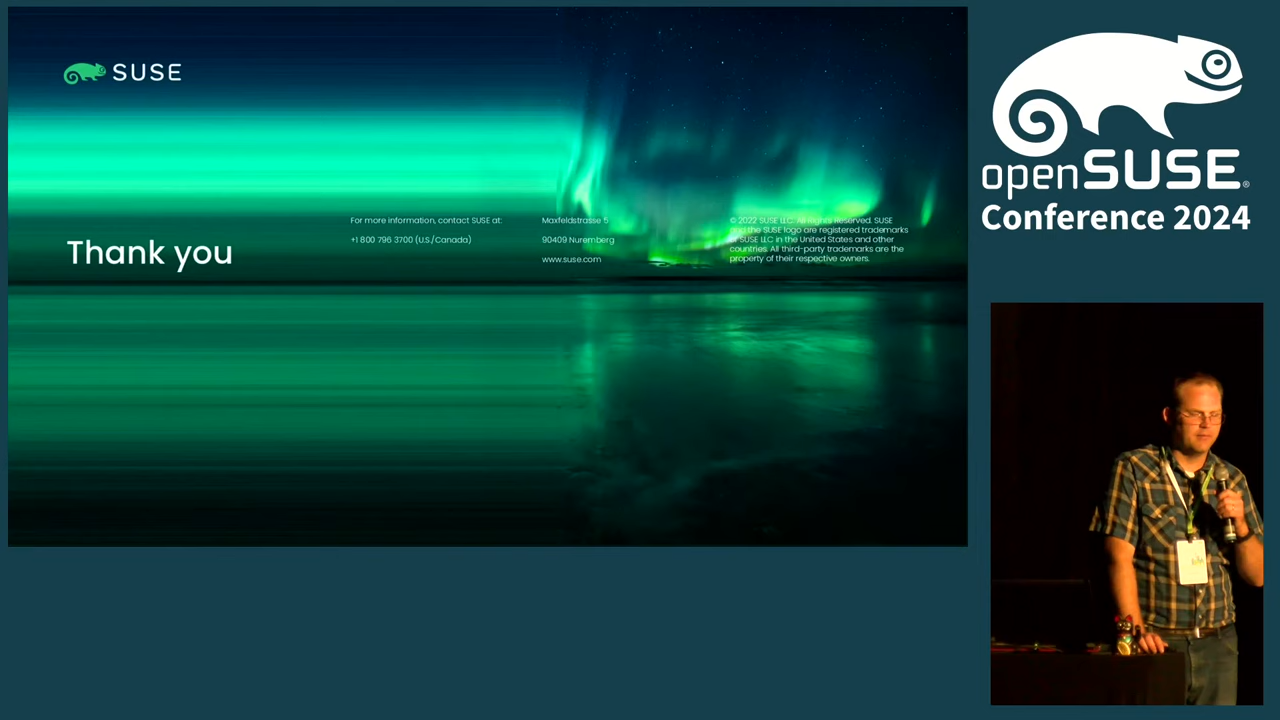 SUSE
Thank you
For more information, contact SUSE at:
+1 800 796 3700 (U.S./Canada)
Maxfeldstrasse 5
90409 Nuremberg
www.suse.com
© 2022 SUSE LLC. All Rights Reserved. SUSE
and the SUSE logo are registered trademarks
of SUSE LLC in the United States and other
countries. All third-party trademarks are the
property of their respective owners.
openSUSE®
Conference 2024